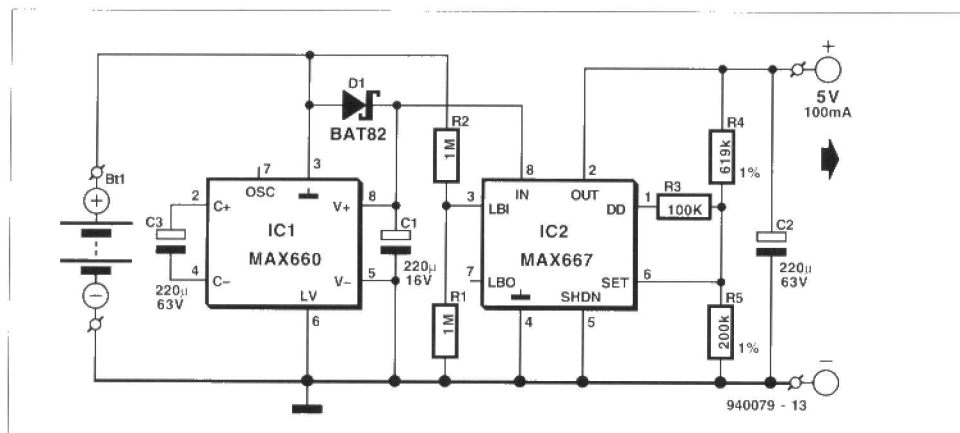 D1
BAT82
Bt1
+
−
2
C3
4
220µ
63V
7
OSC
3
C+
V+
8
IC1
MAX660
C−
V−
5
LV
6
C1
220µ
16V
R2
1M
R1
1M
3
8
IN
2
OUT
LBI
DD
1
IC2
MAX667
7
LBO
SET
6
SHDN
4
5
R3
100K
R4
619k
1%
R5
200k
1%
C2
220µ
63V
+
5V
100mA
−
940079 - 13